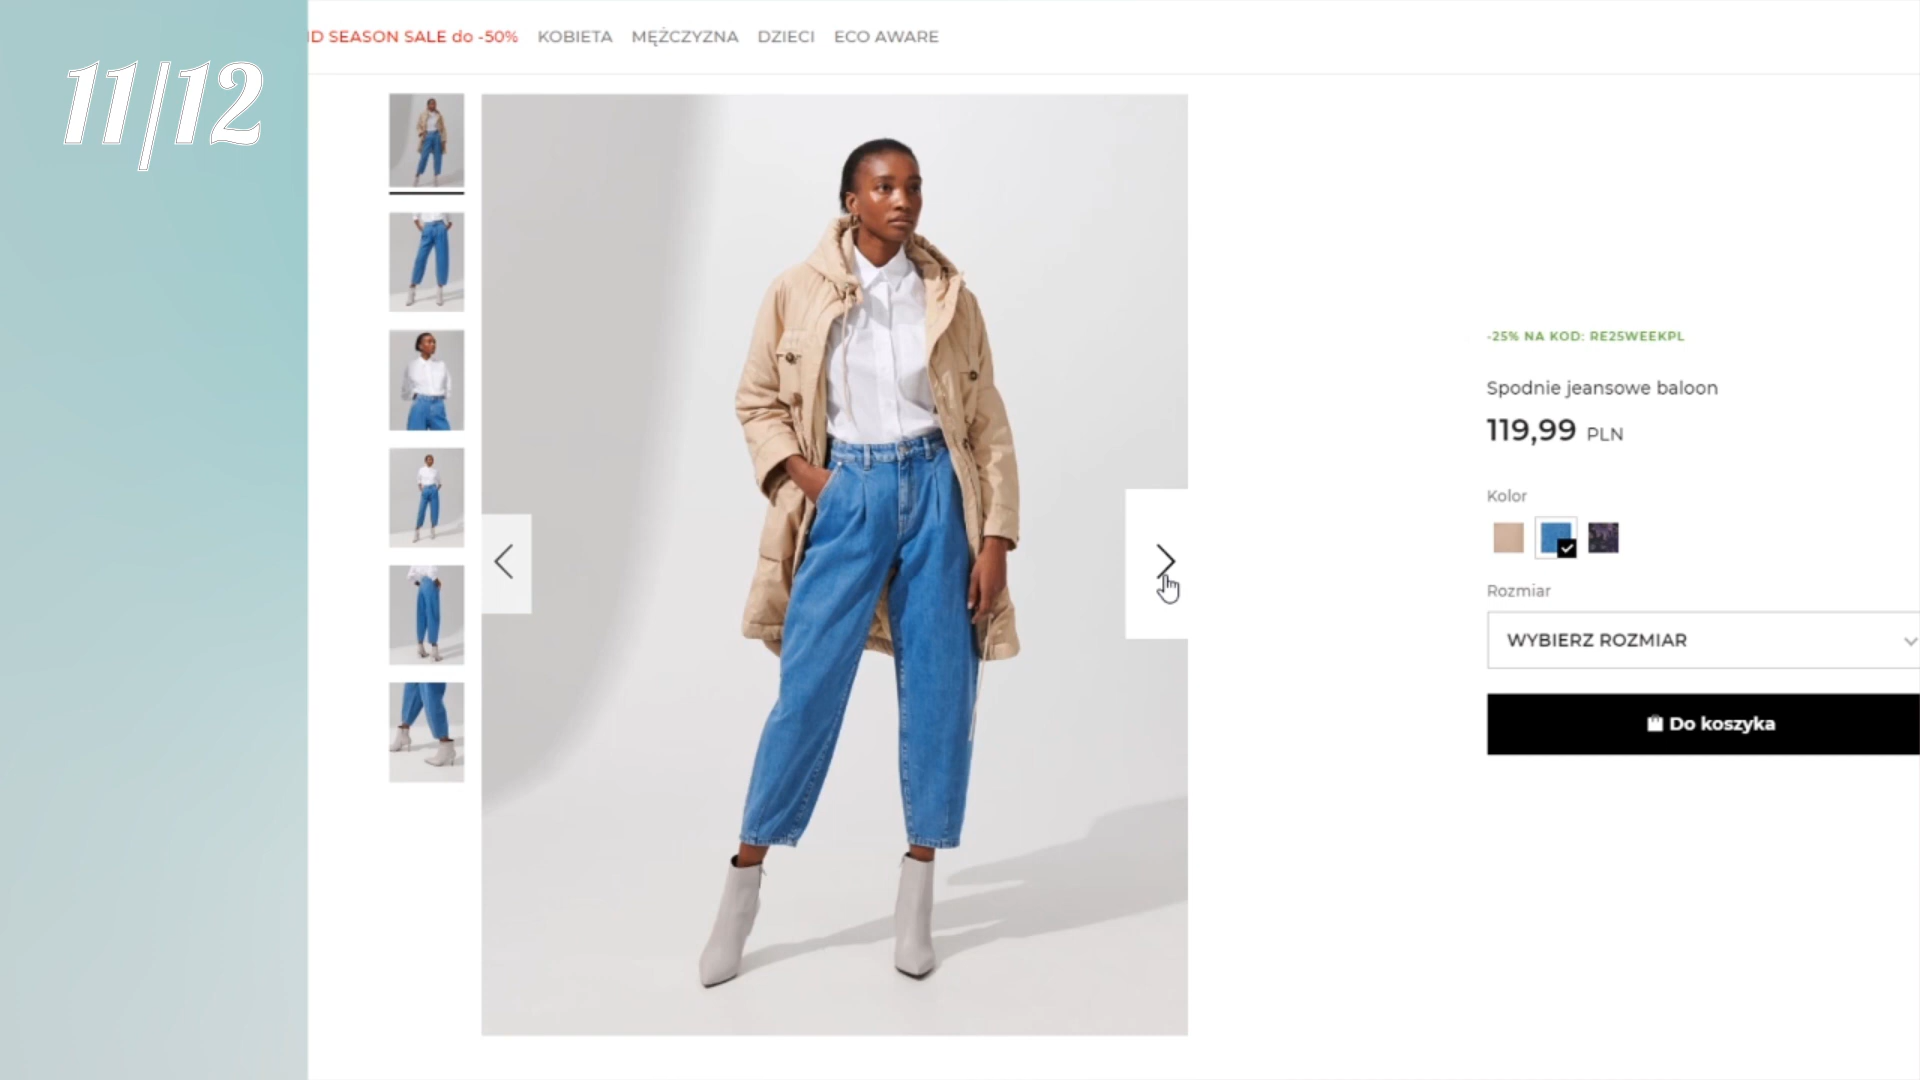 11/12
ID SEASON SALE do -50% KOBIETA MĘŻCZYZNA DZIECI ECO AWARE
-25% NA KOD: RE25WEEKPL
Spodnie jeansowe baloon
119,99 PLN
Kolor
Rozmiar
WYBIERZ ROZMIAR
Do koszyka